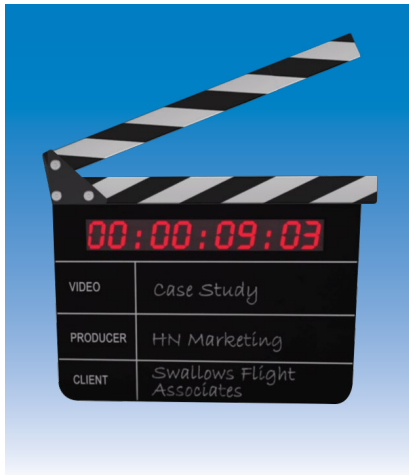 00:00:09:03
VIDEO Case Study
PRODUCER HN Marketing
CLIENT Swallows Flight
Associates